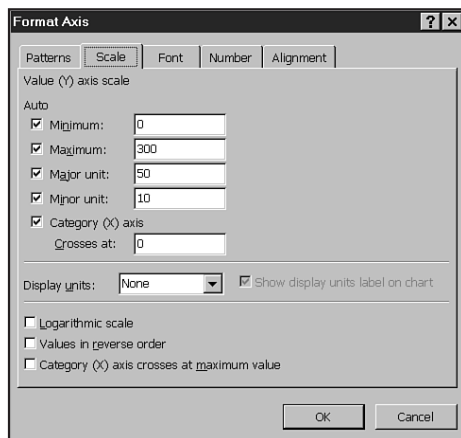 Format Axis
Patterns Scale Font Number Alignment
Value (Y) axis scale
Auto
Minimum: 0
Maximum: 300
Major unit: 50
Minor unit: 10
Category (X) axis
Crosses at: 0
Display units: None Show display units label on chart
Logarithmic scale
Values in reverse order
Category (X) axis crosses at maximum value
OK Cancel